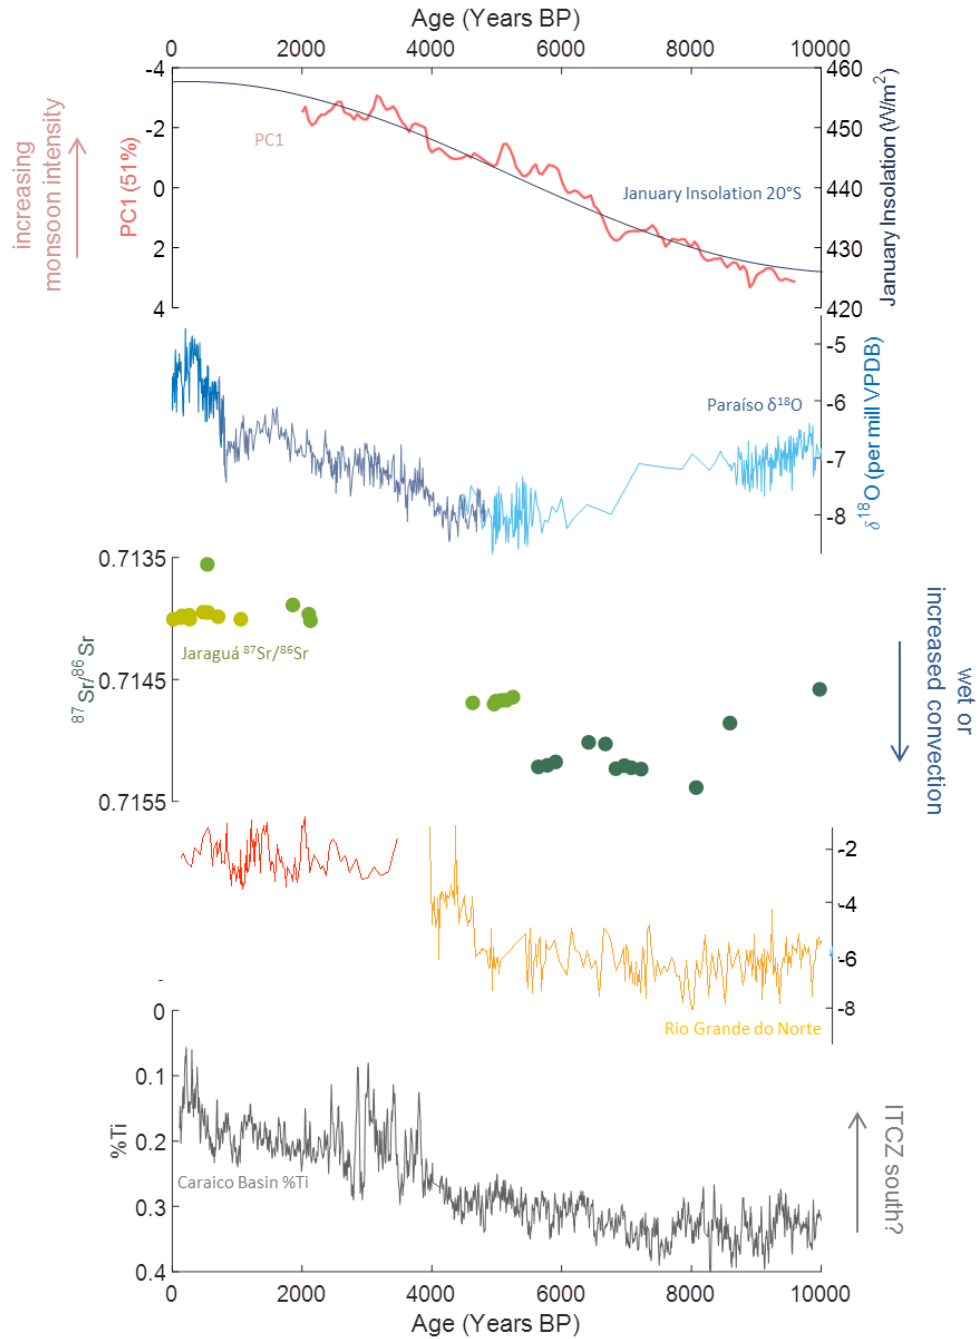 Age (Years BP)
0 2000 4000 6000 8000 10000
increasing
monsoon intensity
PC1 (51%)
-4
-2
0
2
4
PC1
January Insolation 20°S
460
450
440
430
420
January Insolation (W/m²)
Paraíso δ¹⁸O
-5
-6
-7
-8
δ¹⁸O (per mill VPDB)
⁸⁷Sr/⁸⁶Sr
0.7135
0.7145
0.7155
Jaraguá ⁸⁷Sr/⁸⁶Sr
wet or
increased convection
-2
-4
-6
-8
-
Rio Grande do Norte
%Ti
0
0.1
0.2
0.3
0.4
Caraico Basin %Ti
ITCZ south?
0 2000 4000 6000 8000 10000
Age (Years BP)